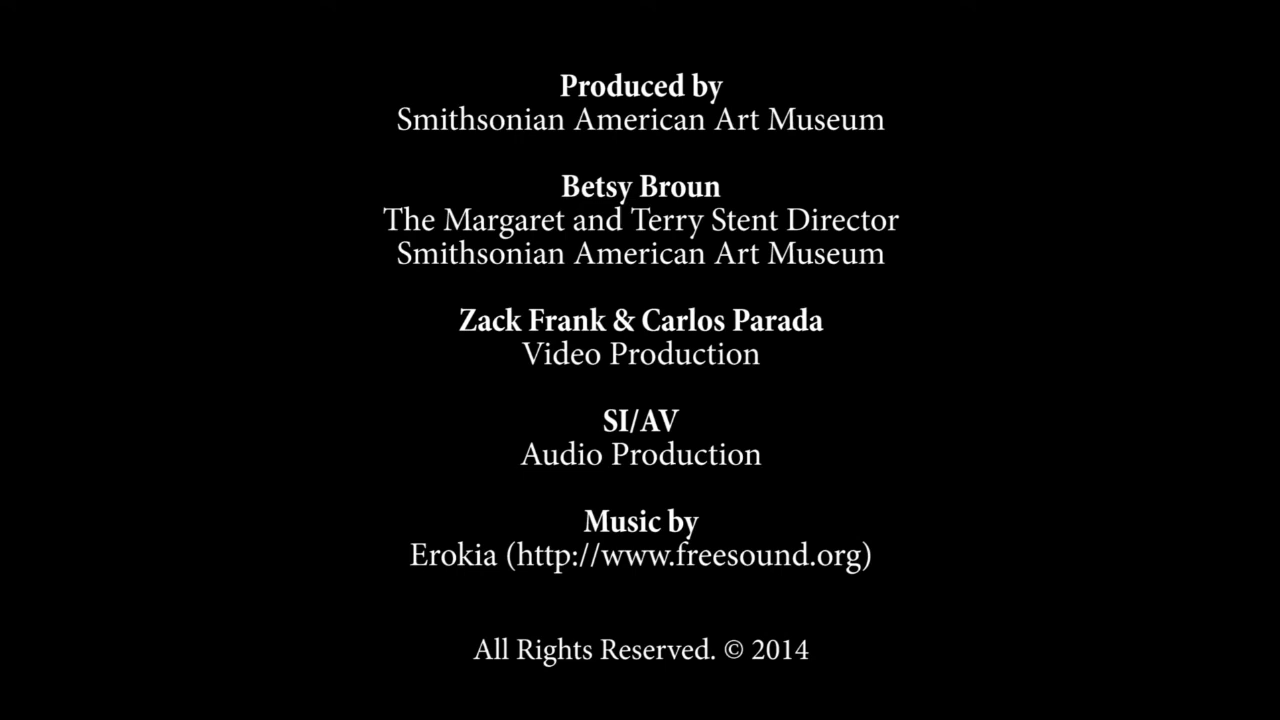 Produced by
Smithsonian American Art Museum
Betsy Broun
The Margaret and Terry Stent Director
Smithsonian American Art Museum
Zack Frank & Carlos Parada
Video Production
SI/AV
Audio Production
Music by
Erokia (http://www.freesound.org)
All Rights Reserved. © 2014